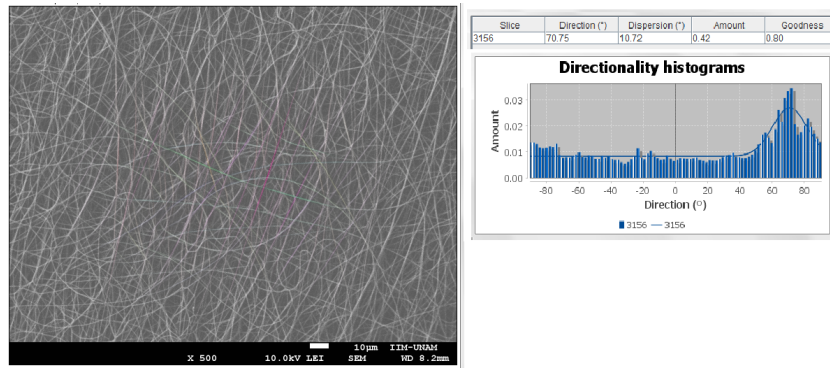 10µm IIM-UNAM
X 500 10.0kV LEI SEM WD 8.2mm
Slice Direction (°) Dispersion (°) Amount Goodness
3156 70.75 10.72 0.42 0.80
Directionality histograms
Amount
0.03
0.02
0.01
0.00
-80 -60 -40 -20 0 20 40 60 80
Direction (°)
3156 3156